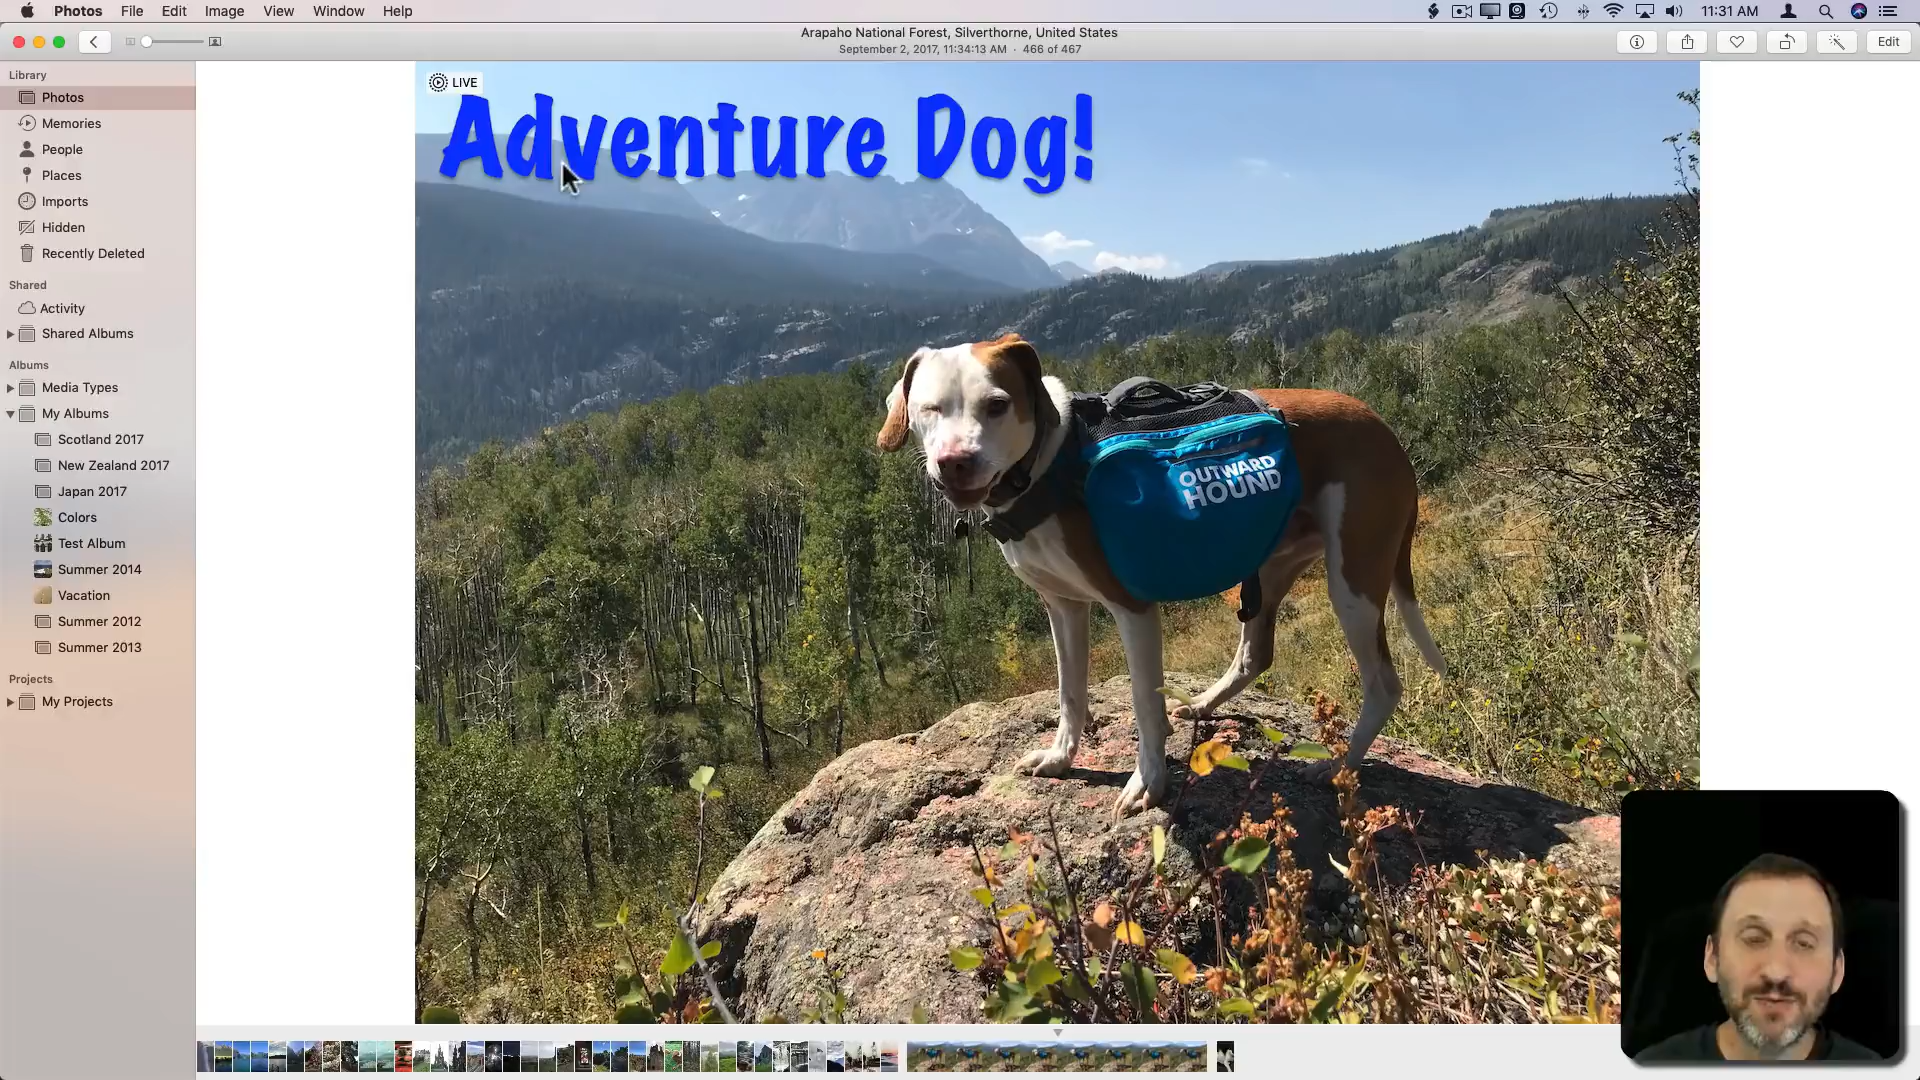 Photos File Edit Image View Window Help 11:31 AM
Arapaho National Forest, Silverthorne, United States
September 2, 2017, 11:34:13 AM · 466 of 467
Edit
Library
Photos
Memories
People
Places
Imports
Hidden
Recently Deleted
Shared
Activity
Shared Albums
Albums
Media Types
My Albums
Scotland 2017
New Zealand 2017
Japan 2017
Colors
Test Album
Summer 2014
Vacation
Summer 2012
Summer 2013
Projects
My Projects
LIVE
Adventure Dog!
OUTWARD
HOUND